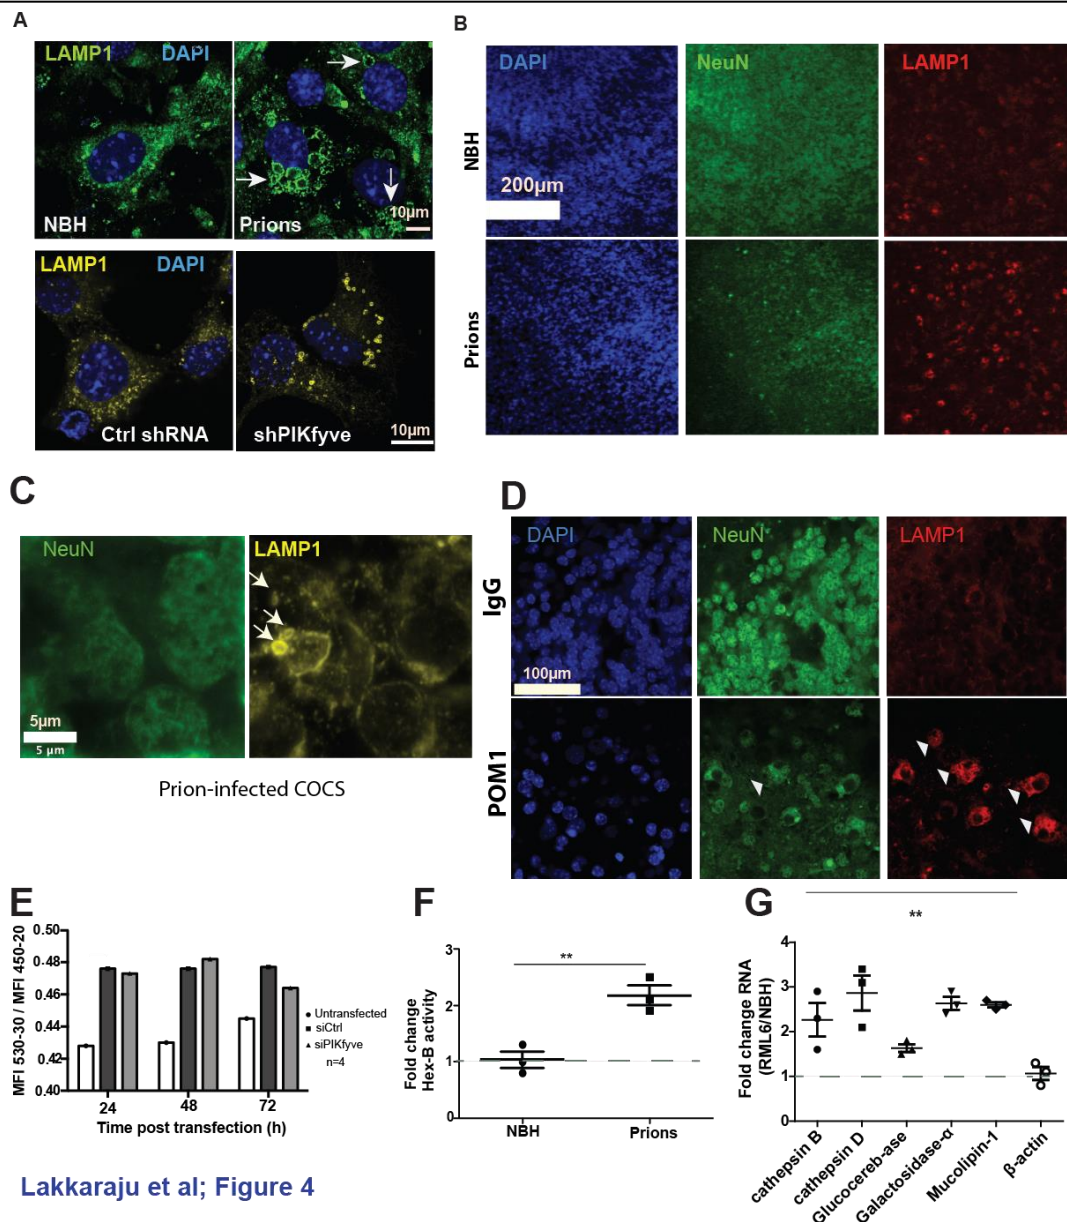 A
LAMP1 DAPI
NBH
Prions
10µm
LAMP1 DAPI
Ctrl shRNA
shPIKfyve
10µm
B
DAPI
NeuN
LAMP1
NBH
200µm
Prions
C
NeuN
LAMP1
5µm
5 µm
Prion-infected COCS
D
DAPI
NeuN
LAMP1
IgG
100µm
POM1
E
MFI 530-30 / MFI 450-20
0.50
0.48
0.46
0.44
0.42
0.40
24 48 72
Time post transfection (h)
Untransfected
siCtrl
siPIKfyve
n=4
F
Fold change
Hex-B activity
3
2
1
0
**
NBH Prions
G
Fold change RNA
(RML6/NBH)
4
3
2
1
0
**
cathepsin B
cathepsin D
Glucocereb-ase
Galactosidase-α
Mucolipin-1
β-actin
Lakkaraju et al; Figure 4